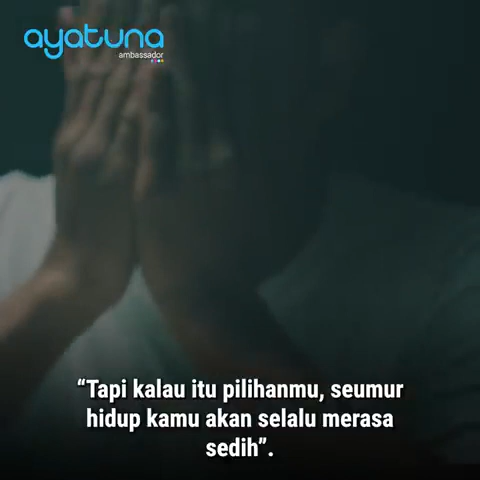 ayatuna
ambassador
“Tapi kalau itu pilihanmu, seumur
hidup kamu akan selalu merasa
sedih”.